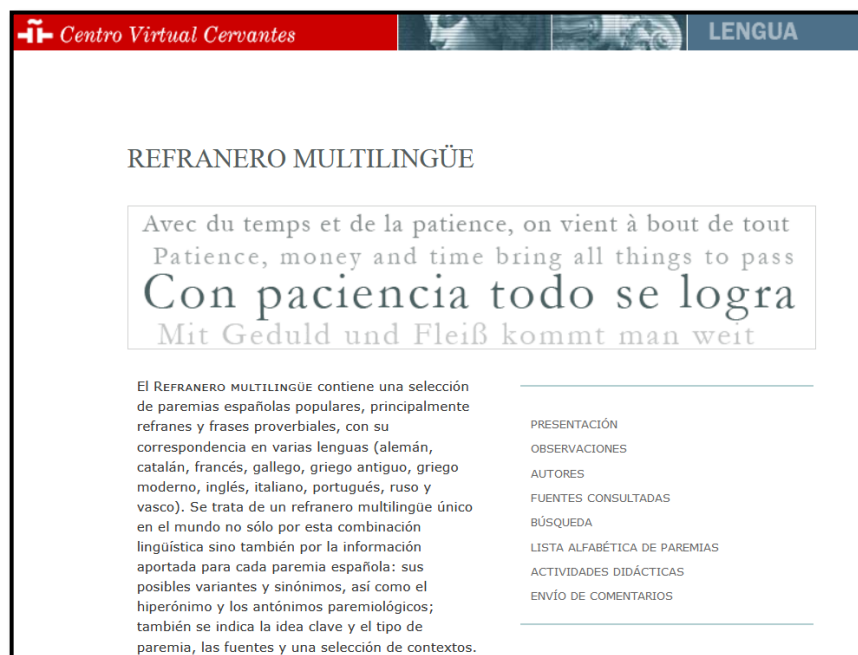 Centro Virtual Cervantes
LENGUA
REFRANERO MULTILINGÜE
Avec du temps et de la patience, on vient à bout de tout
Patience, money and time bring all things to pass
Con paciencia todo se logra
Mit Geduld und Fleiß kommt man weit
El REFRANERO MULTILINGÜE contiene una selección
de paremias españolas populares, principalmente
refranes y frases proverbiales, con su
correspondencia en varias lenguas (alemán,
catalán, francés, gallego, griego antiguo, griego
moderno, inglés, italiano, portugués, ruso y
vasco). Se trata de un refranero multilingüe único
en el mundo no sólo por esta combinación
lingüística sino también por la información
aportada para cada paremia española: sus
posibles variantes y sinónimos, así como el
hiperónimo y los antónimos paremiológicos;
también se indica la idea clave y el tipo de
paremia, las fuentes y una selección de contextos.
PRESENTACIÓN
OBSERVACIONES
AUTORES
FUENTES CONSULTADAS
BÚSQUEDA
LISTA ALFABÉTICA DE PAREMIAS
ACTIVIDADES DIDÁCTICAS
ENVÍO DE COMENTARIOS